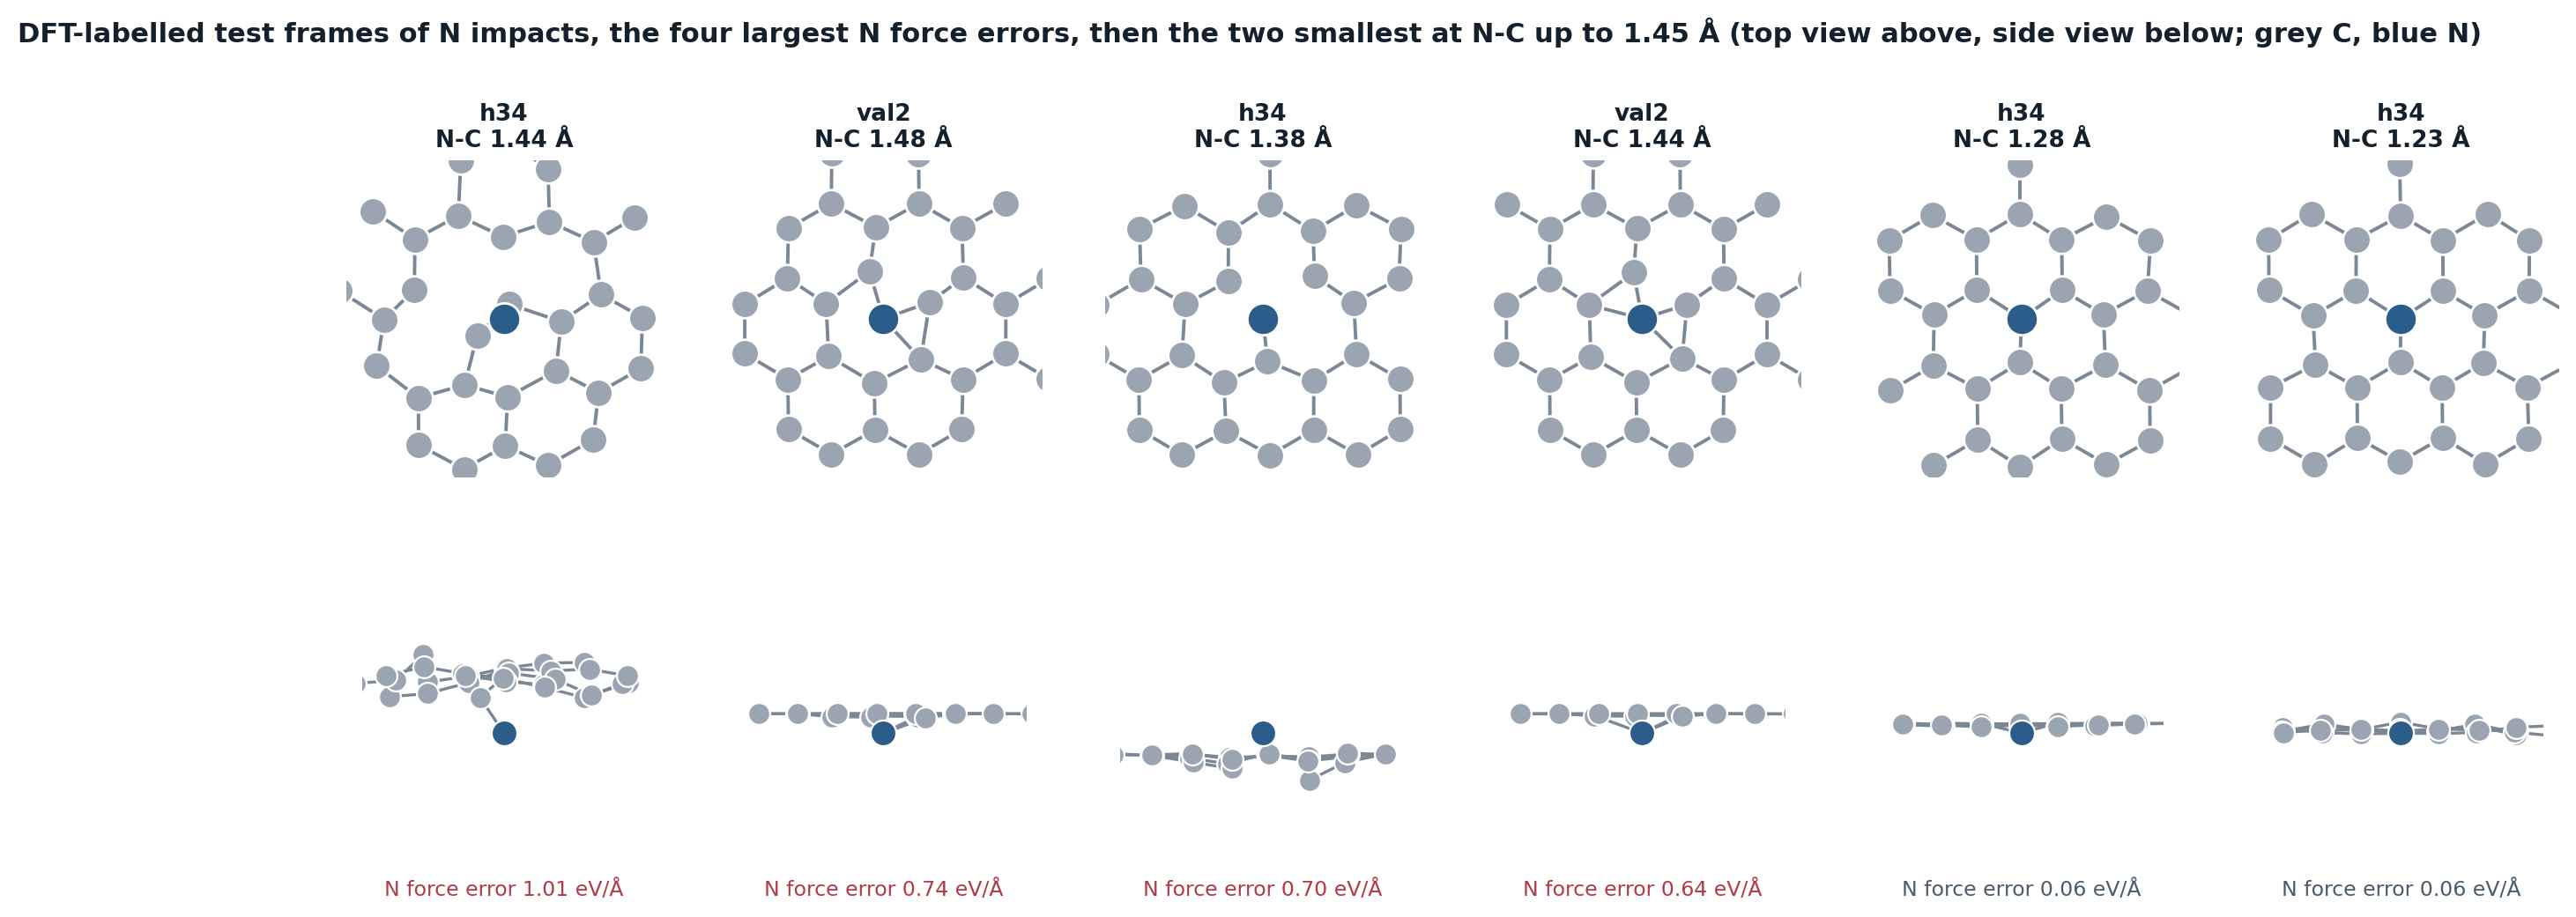 DFT-labelled test frames of N impacts, the four largest N force errors, then the two smallest at N-C up to 1.45 Å (top view above, side view below; grey C, blue N)
h34
N-C 1.44 Å
val2
N-C 1.48 Å
h34
N-C 1.38 Å
val2
N-C 1.44 Å
h34
N-C 1.28 Å
h34
N-C 1.23 Å
N force error 1.01 eV/Å
N force error 0.74 eV/Å
N force error 0.70 eV/Å
N force error 0.64 eV/Å
N force error 0.06 eV/Å
N force error 0.06 eV/Å